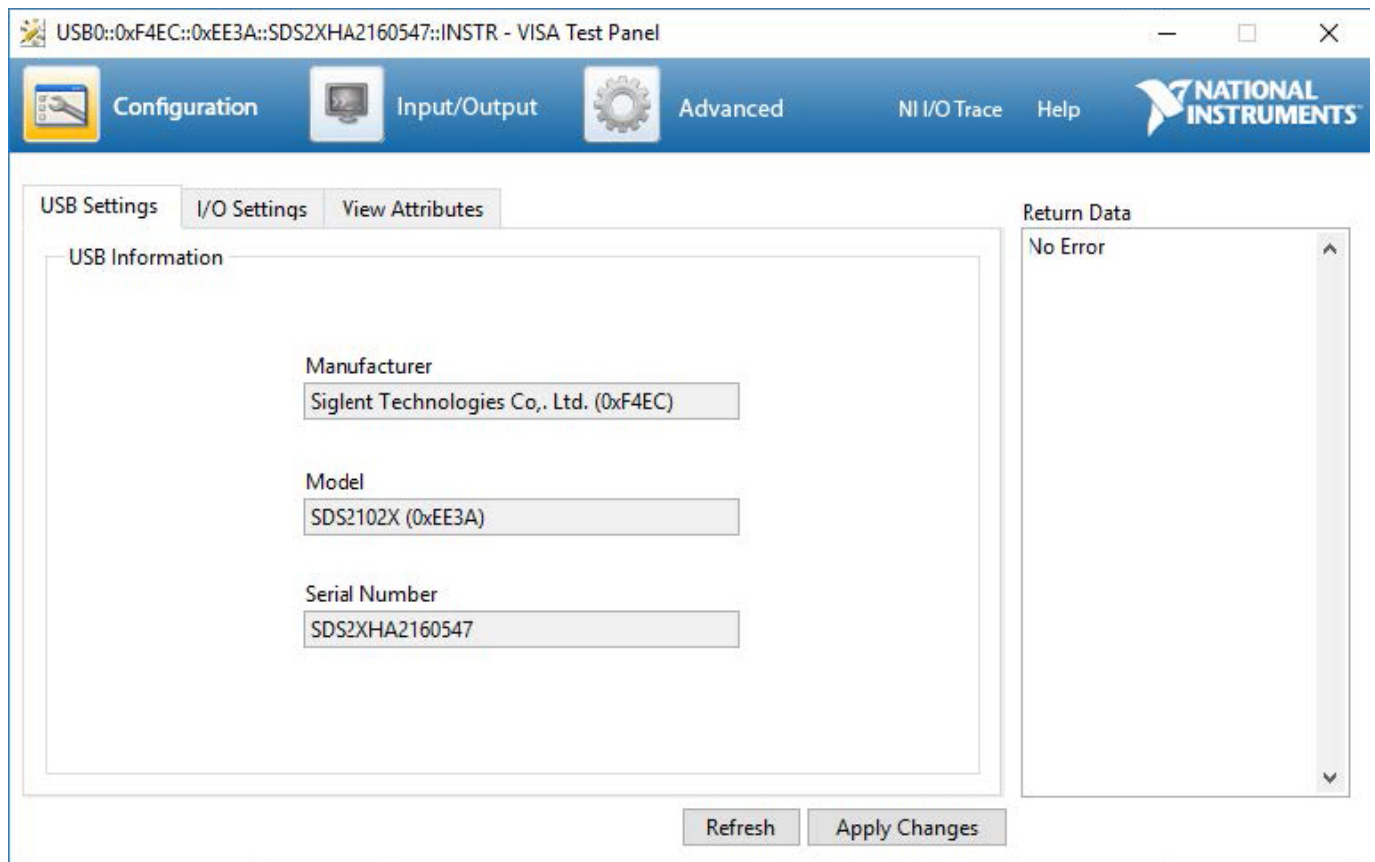 USB0::0xF4EC::0xEE3A::SDS2XHA2160547::INSTR - VISA Test Panel
Configuration Input/Output Advanced NI I/O Trace Help NATIONAL INSTRUMENTS
USB Settings I/O Settings View Attributes
USB Information
Manufacturer
Siglent Technologies Co,. Ltd. (0xF4EC)
Model
SDS2102X (0xEE3A)
Serial Number
SDS2XHA2160547
Return Data
No Error
Refresh Apply Changes